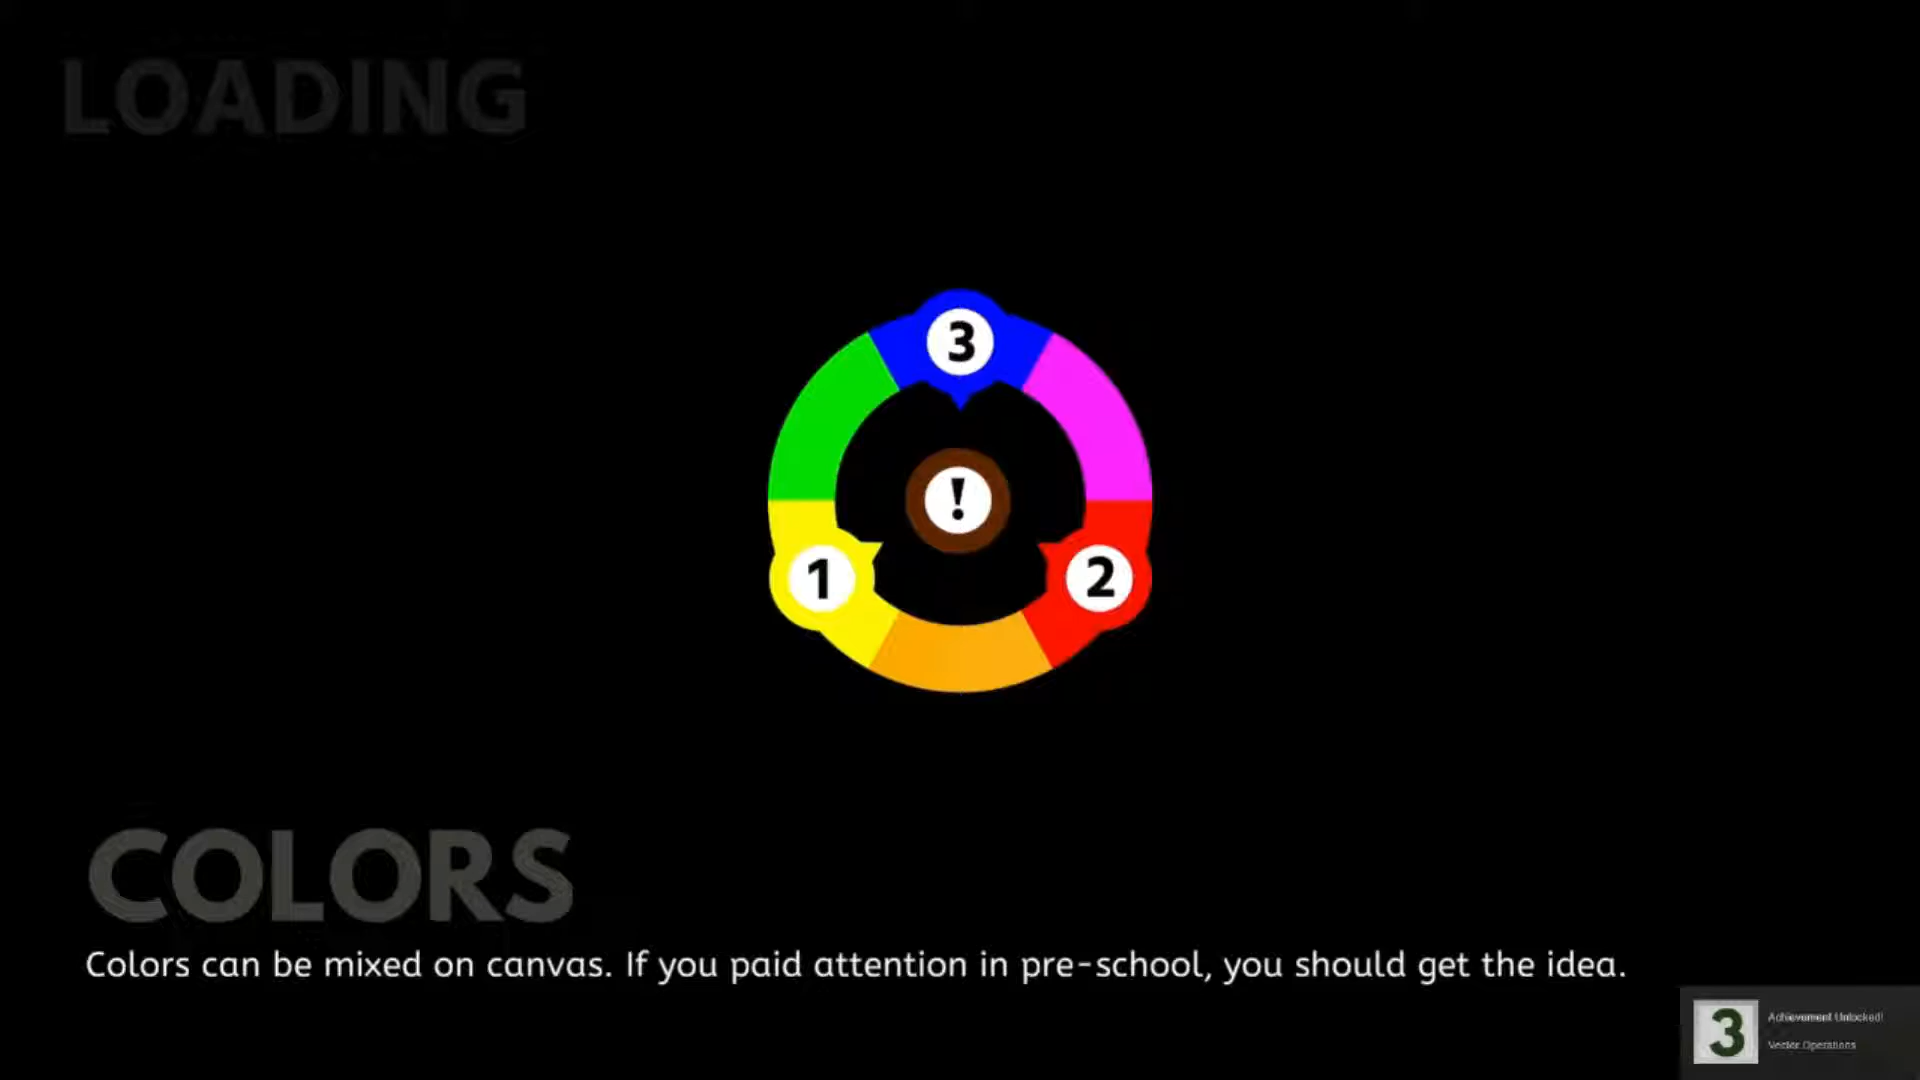 LOADING
3
!
1
2
COLORS
Colors can be mixed on canvas. If you paid attention in pre-school, you should get the idea.
3
Achievement Unlocked!
Vector Operations